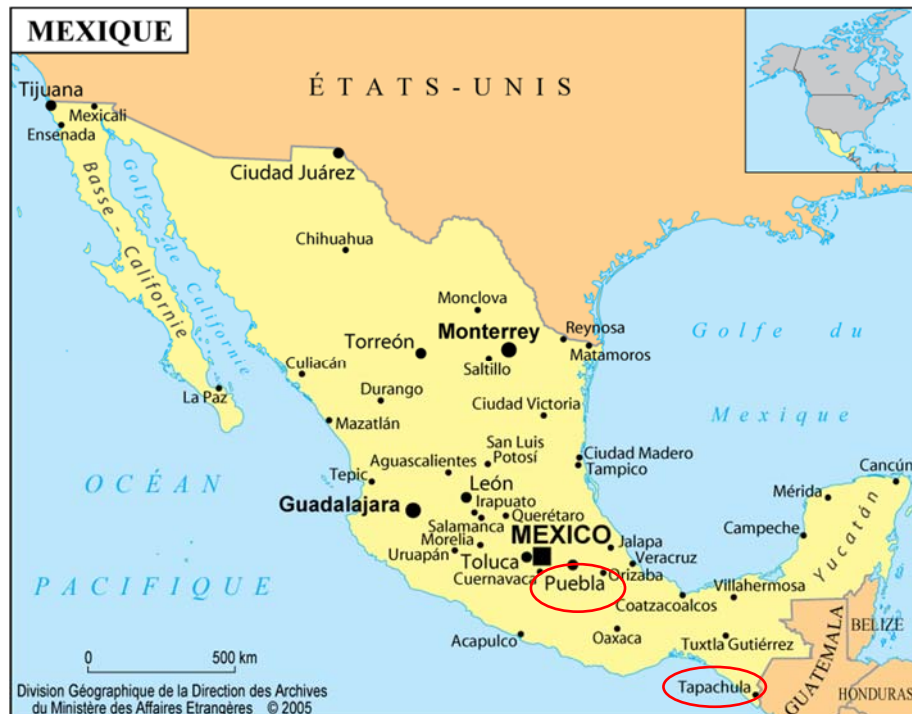 MEXIQUE
ÉTATS-UNIS
Tijuana
Mexicali
Ensenada
Basse - Californie
Golfe de Californie
Ciudad Juárez
Chihuahua
Monclova
Monterrey
Reynosa
Torreón
Matamoros
Saltillo
Culiacán
Golfe du
Mexique
Durango
La Paz
Ciudad Victoria
Mazatlán
San Luis
Potosí
Ciudad Madero
Tampico
Aguascalientes
Tepic
Cancún
OCÉAN
PACIFIQUE
León
Mérida
Irapuato
Guadalajara
Querétaro
Salamanca
Yucatán
Campeche
MEXICO
Morelia
Jalapa
Uruapán
Toluca
Veracruz
Cuernavaca
Puebla
Orizaba
Villahermosa
Coatzacoalcos
BELIZE
Acapulco
Oaxaca
Tuxtla Gutiérrez
GUATEMALA
0 500 km
Tapachula
HONDURAS
Division Géographique de la Direction des Archives
du Ministère des Affaires Etrangères © 2005